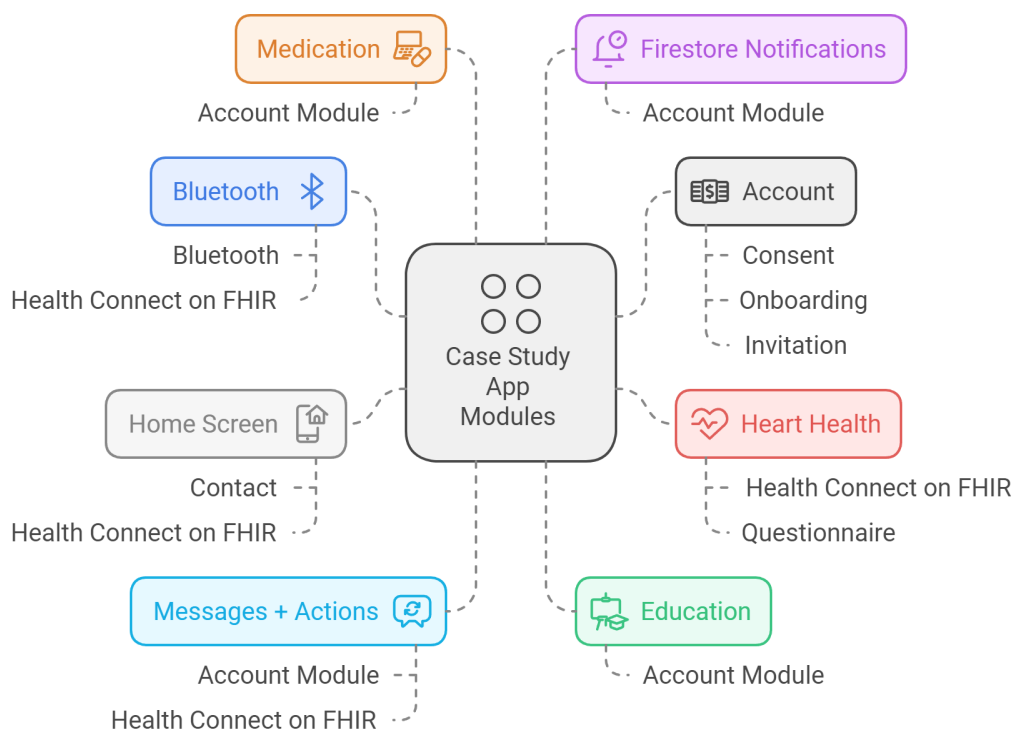 Medication
Account Module
Firestore Notifications
Account Module
Bluetooth
Bluetooth
Health Connect on FHIR
Account
Consent
Onboarding
Invitation
Case Study
App
Modules
Home Screen
Contact
Health Connect on FHIR
Heart Health
Health Connect on FHIR
Questionnaire
Messages + Actions
Account Module
Health Connect on FHIR
Education
Account Module